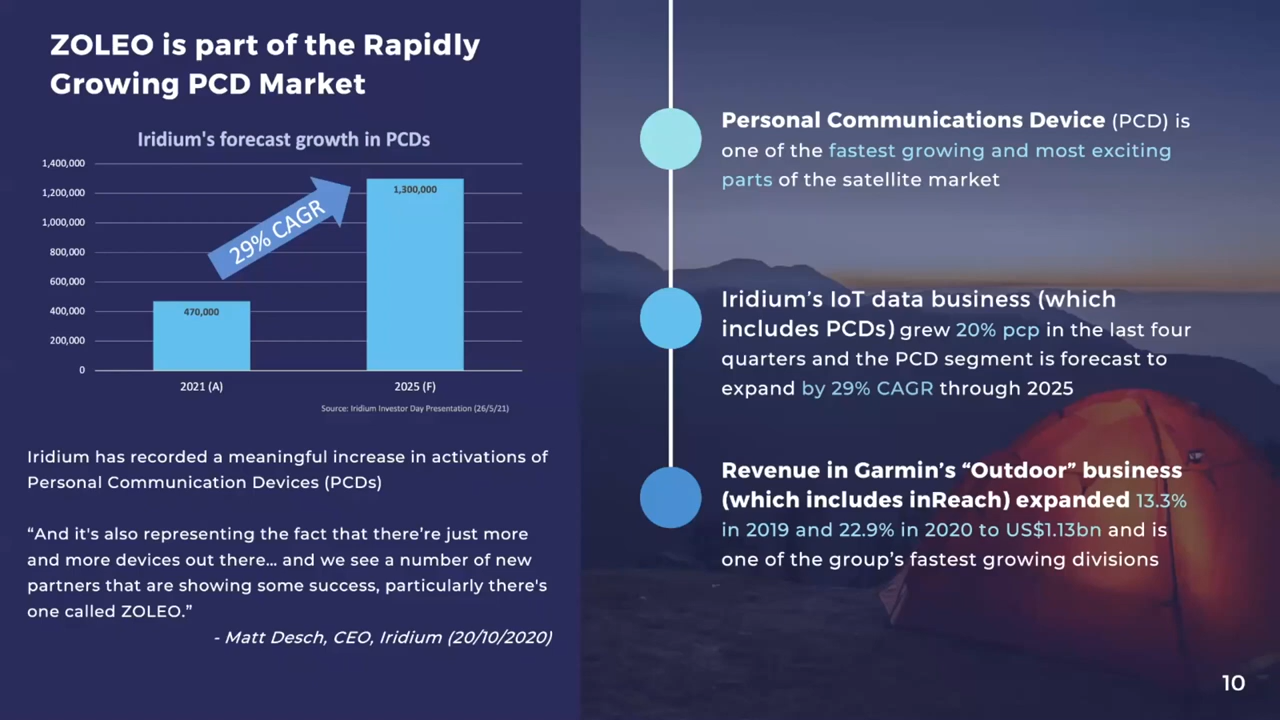 ZOLEO is part of the Rapidly
Growing PCD Market
Iridium's forecast growth in PCDs
1,400,000
1,200,000
1,000,000
800,000
600,000
400,000
200,000
0
470,000
29% CAGR
1,300,000
2021 (A)
2025 (F)
Source: Iridium Investor Day Presentation (26/5/21)
Iridium has recorded a meaningful increase in activations of
Personal Communication Devices (PCDs)
“And it's also representing the fact that there’re just more
and more devices out there… and we see a number of new
partners that are showing some success, particularly there's
one called ZOLEO.”
- Matt Desch, CEO, Iridium (20/10/2020)
Personal Communications Device (PCD) is
one of the fastest growing and most exciting
parts of the satellite market
Iridium’s IoT data business (which
includes PCDs) grew 20% pcp in the last four
quarters and the PCD segment is forecast to
expand by 29% CAGR through 2025
Revenue in Garmin’s “Outdoor” business
(which includes inReach) expanded 13.3%
in 2019 and 22.9% in 2020 to US$1.13bn and is
one of the group’s fastest growing divisions
10